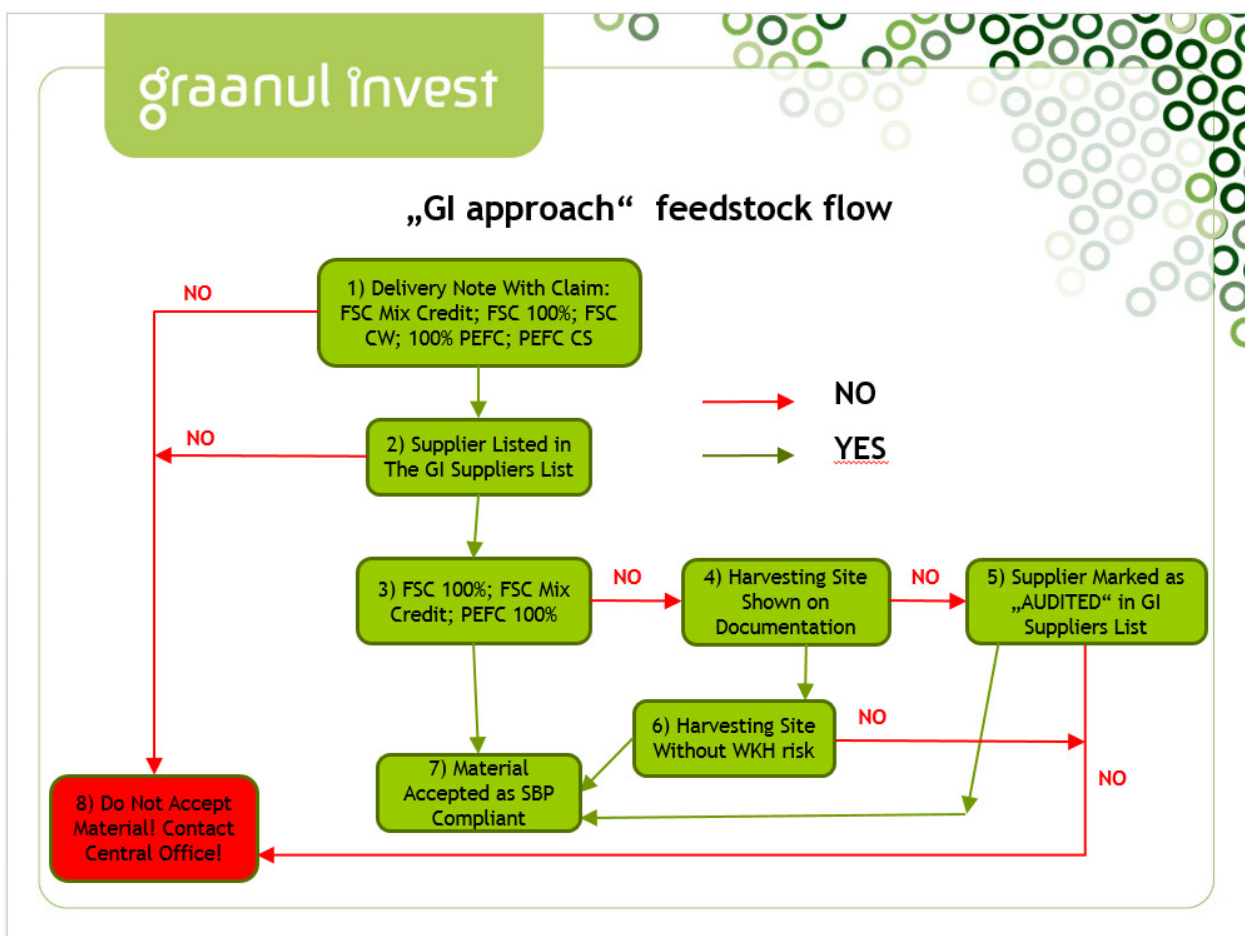 graanul invest
„GI approach“ feedstock flow
NO
1) Delivery Note With Claim:
FSC Mix Credit; FSC 100%; FSC
CW; 100% PEFC; PEFC CS
NO
YES
NO
2) Supplier Listed in
The GI Suppliers List
3) FSC 100%; FSC Mix
Credit; PEFC 100%
NO
4) Harvesting Site
Shown on
Documentation
NO
5) Supplier Marked as
„AUDITED“ in GI
Suppliers List
6) Harvesting Site
Without WKH risk
NO
7) Material
Accepted as SBP
Compliant
NO
8) Do Not Accept
Material! Contact
Central Office!